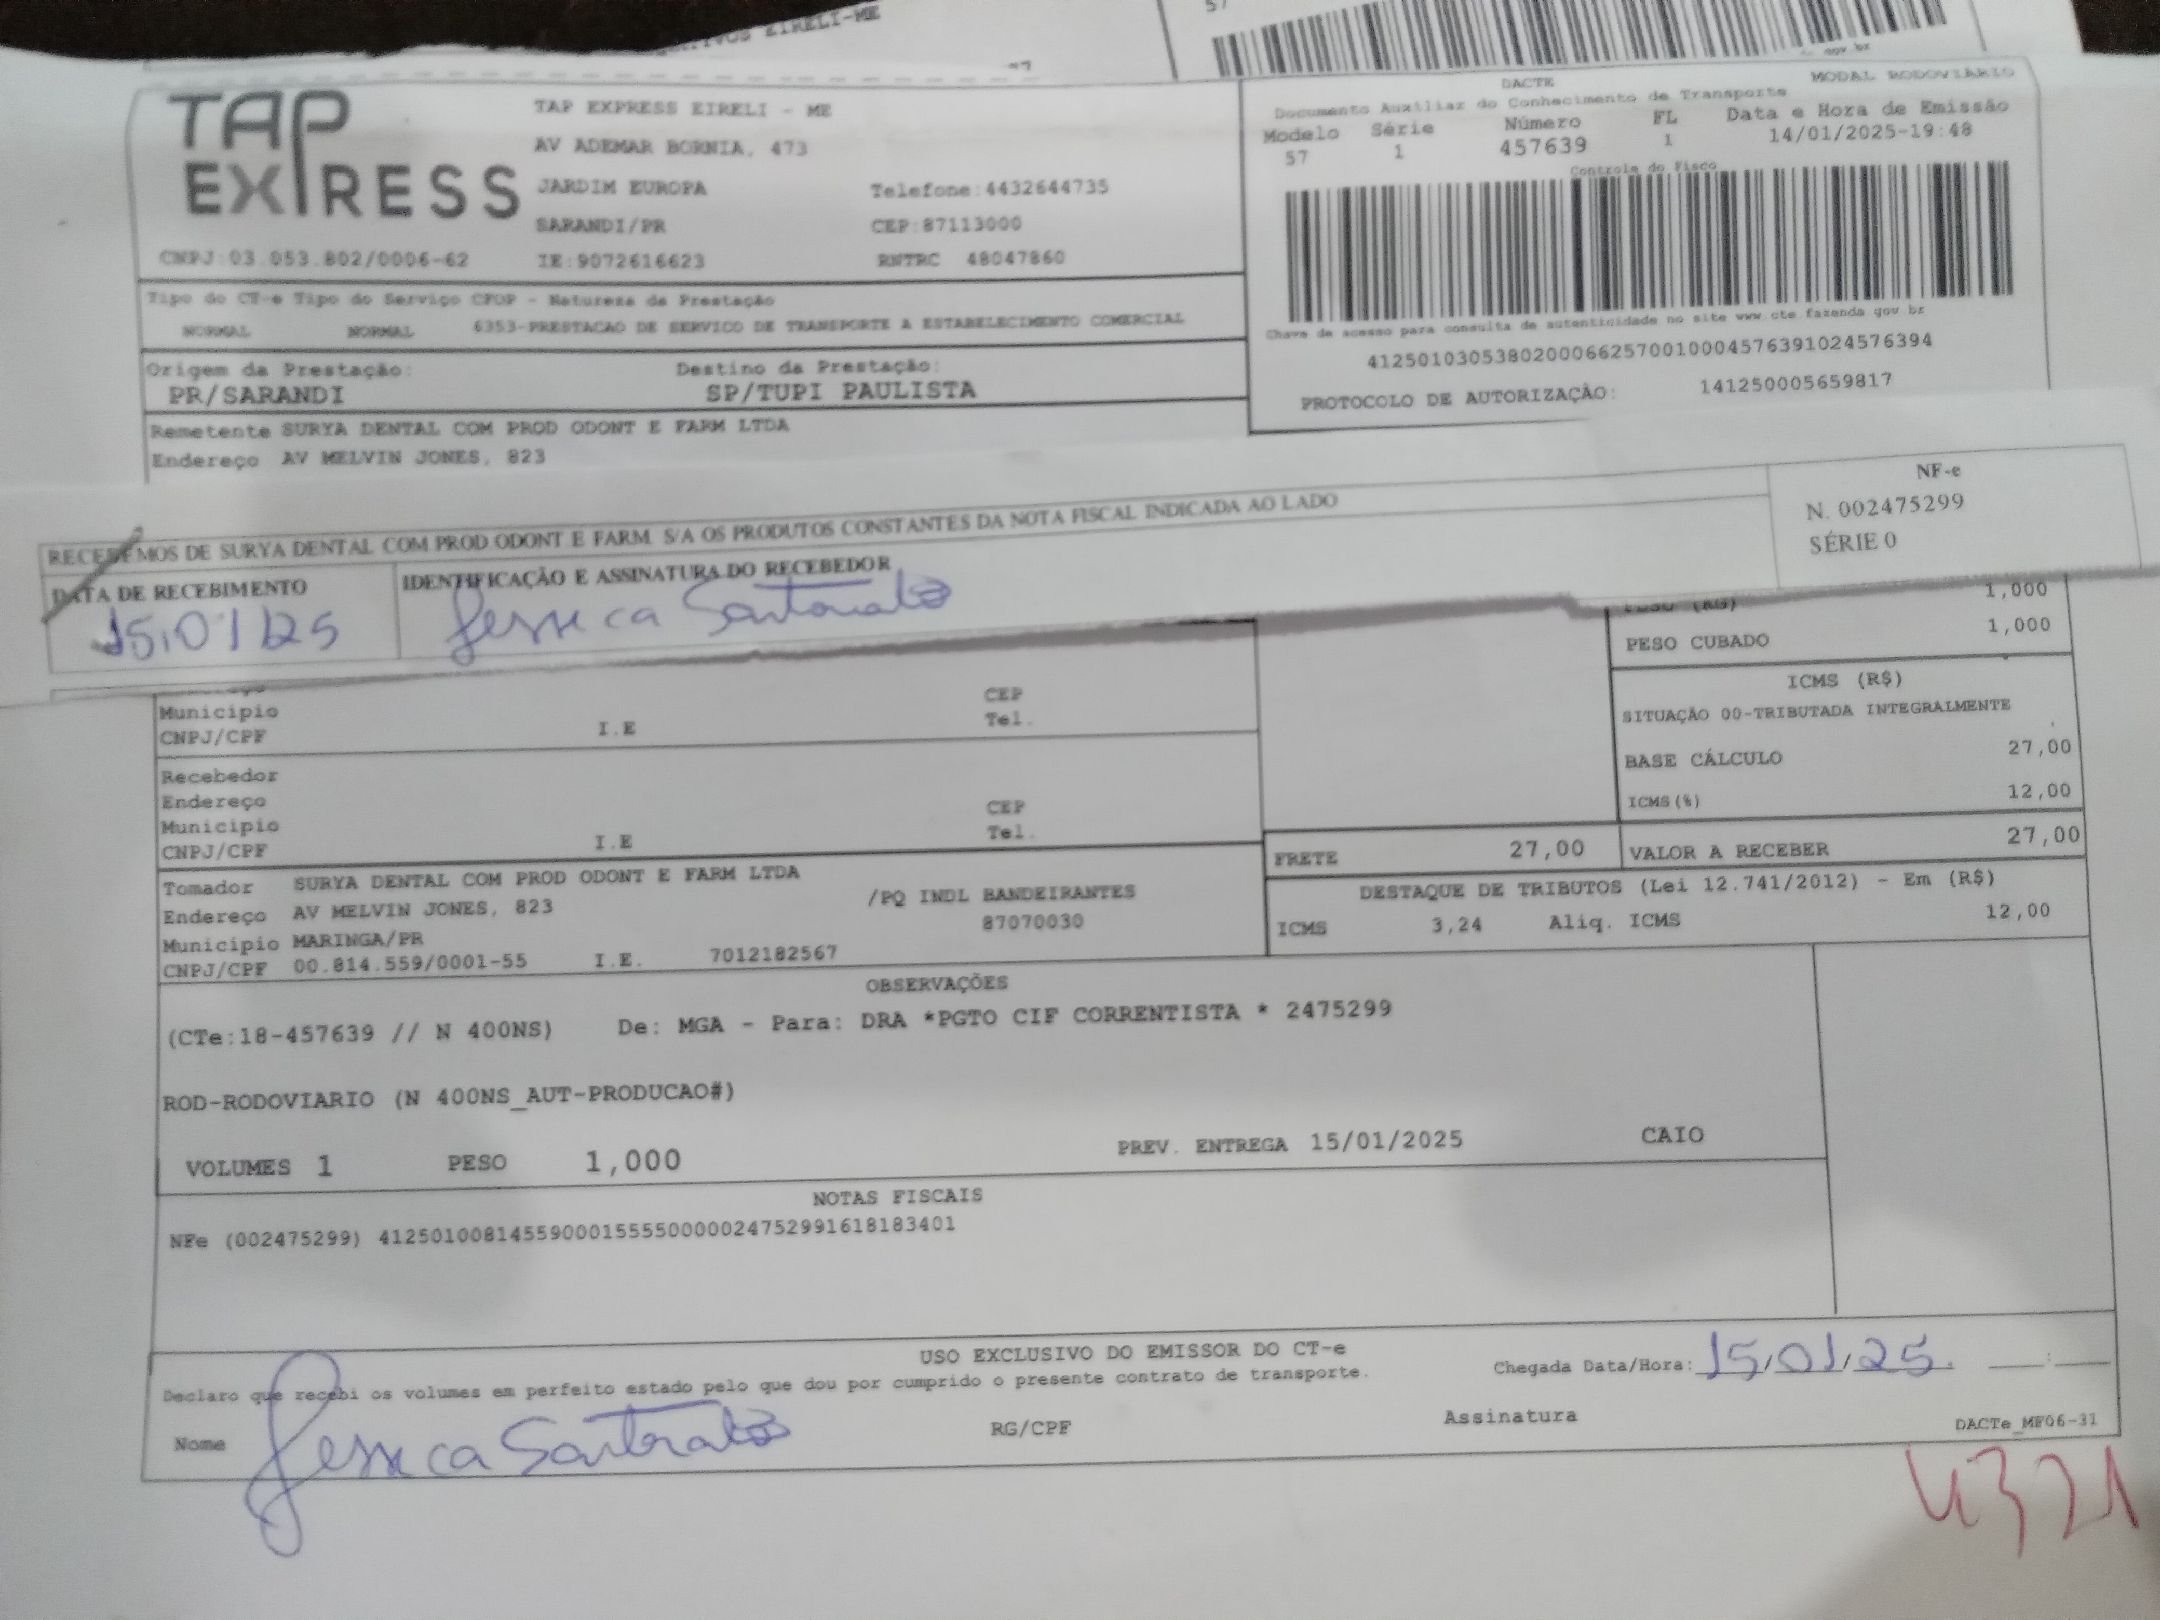 EIRELI-ME
57
gov.br
TAP EXPRESS
TAP EXPRESS EIRELI - ME
AV ADEMAR BORNIA, 473
JARDIM EUROPA Telefone:4432644735
SARANDI/PR CEP:87113000
CNPJ:03.053.802/0006-62 IE:9072616623 RNTRC 48047860
DACTE MODAL RODOVIÁRIO
Documento Auxiliar do Conhecimento de Transporte
Modelo Série Número FL Data e Hora de Emissão
57 1 457639 1 14/01/2025-19:48
Controle do Fisco
Chave de acesso para consulta de autenticidade no site www.cte.fazenda.gov.br
41250103053802000662570010004576391024576394
PROTOCOLO DE AUTORIZAÇÃO: 141250005659817
Tipo do CT-e Tipo do Serviço CFOP - Natureza da Prestação
NORMAL NORMAL 6353-PRESTACAO DE SERVICO DE TRANSPORTE A ESTABELECIMENTO COMERCIAL
Origem da Prestação: Destino da Prestação:
PR/SARANDI SP/TUPI PAULISTA
Remetente SURYA DENTAL COM PROD ODONT E FARM LTDA
Endereço AV MELVIN JONES, 823
RECEBEMOS DE SURYA DENTAL COM PROD ODONT E FARM. S/A OS PRODUTOS CONSTANTES DA NOTA FISCAL INDICADA AO LADO
NF-e
N. 002475299
SÉRIE 0
DATA DE RECEBIMENTO IDENTIFICAÇÃO E ASSINATURA DO RECEBEDOR
15/01/25 Jessica Sartorato
PESO (KG) 1,000
PESO CUBADO 1,000
ICMS (R$)
SITUAÇÃO 00-TRIBUTADA INTEGRALMENTE
BASE CÁLCULO 27,00
ICMS(%) 12,00
CEP
Municipio Tel.
CNPJ/CPF I.E
Recebedor
Endereço CEP
Municipio Tel.
CNPJ/CPF I.E
FRETE 27,00 VALOR A RECEBER 27,00
DESTAQUE DE TRIBUTOS (Lei 12.741/2012) - Em (R$)
ICMS 3,24 Aliq. ICMS 12,00
Tomador SURYA DENTAL COM PROD ODONT E FARM LTDA
Endereço AV MELVIN JONES, 823 /PQ INDL BANDEIRANTES
Municipio MARINGA/PR 87070030
CNPJ/CPF 00.814.559/0001-55 I.E. 7012182567
OBSERVAÇÕES
(CTe:18-457639 // N 400NS) De: MGA - Para: DRA *PGTO CIF CORRENTISTA * 2475299
ROD-RODOVIARIO (N 400NS_AUT-PRODUCAO#)
VOLUMES 1 PESO 1,000 PREV. ENTREGA 15/01/2025 CAIO
NOTAS FISCAIS
NFe (002475299) 41250100814559000155550000024752991618183401
USO EXCLUSIVO DO EMISSOR DO CT-e
Declaro que recebi os volumes em perfeito estado pelo que dou por cumprido o presente contrato de transporte.
Chegada Data/Hora: 15/01/25. ___:___
Nome Jessica Sartorato RG/CPF Assinatura
DACTe_MF06-31
4321